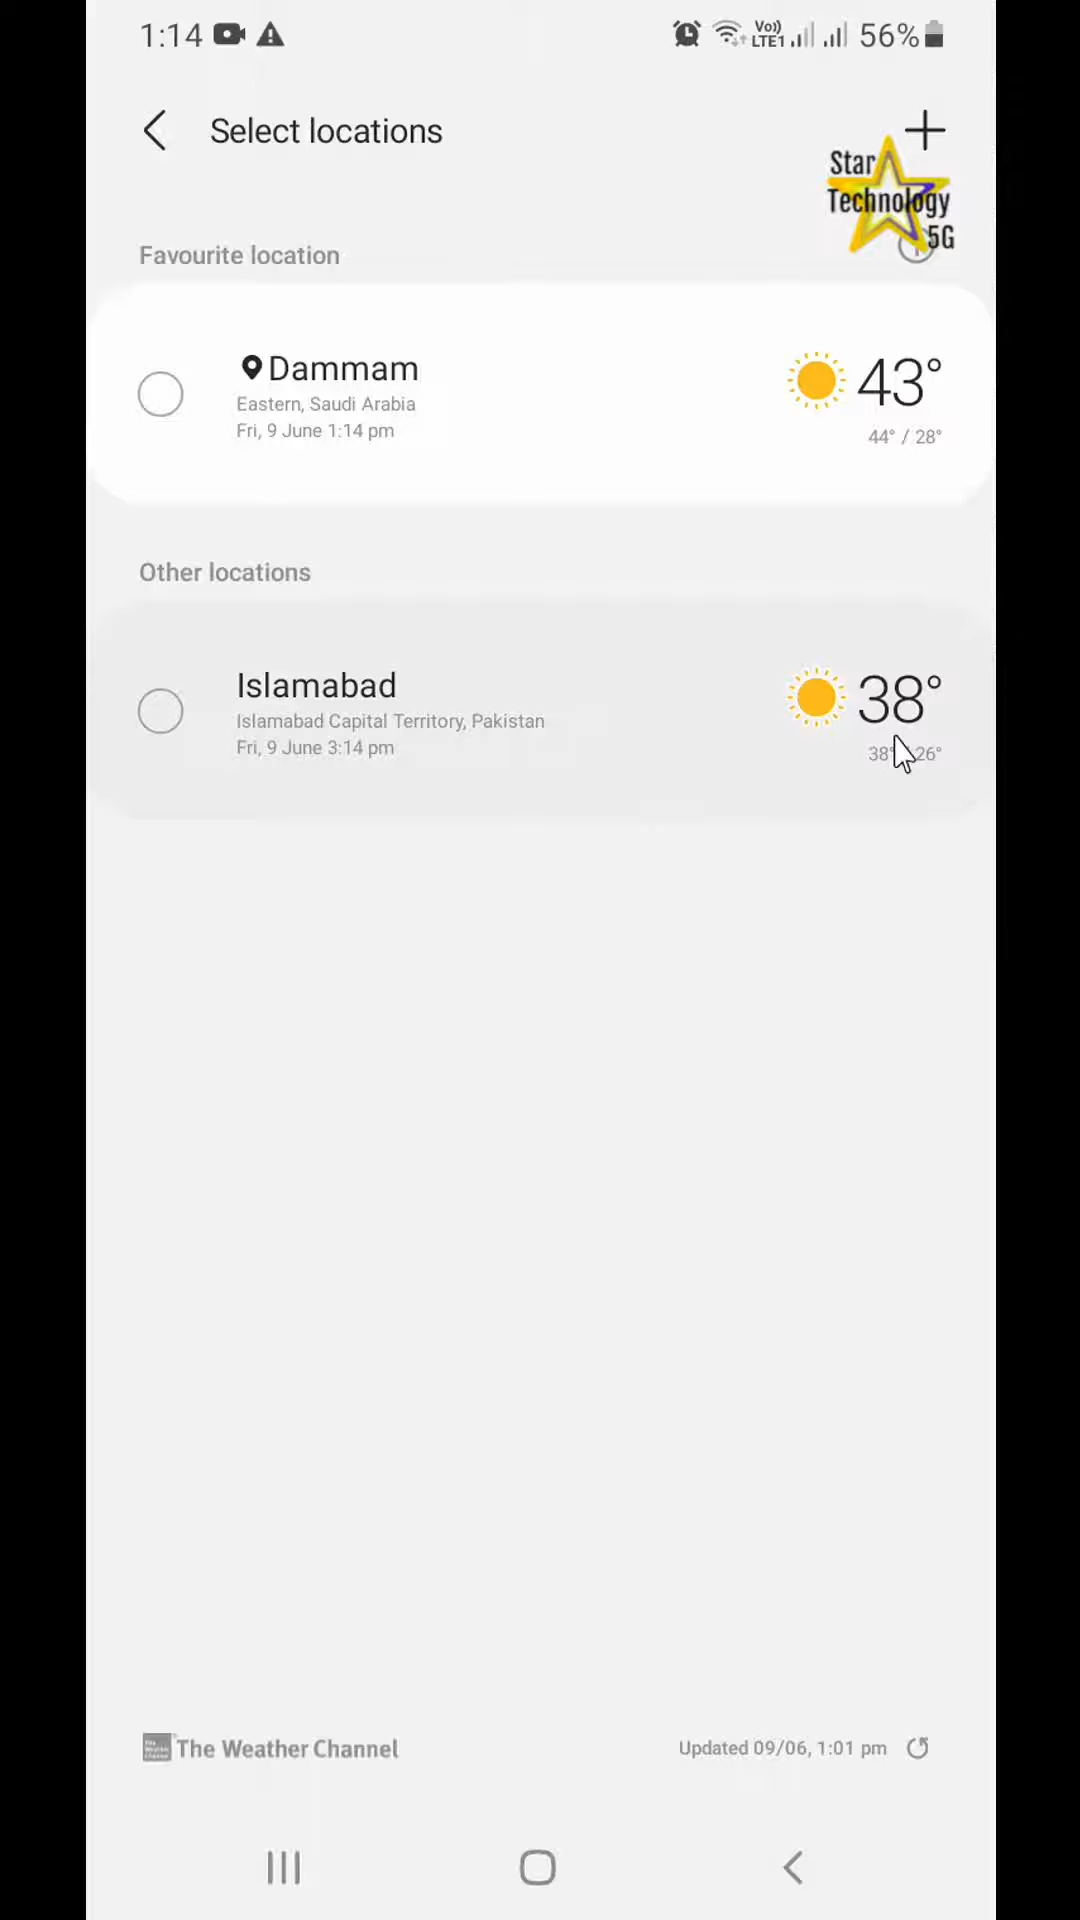 1:14
Vo))
LTE1
56%
Select locations
Star
Technology
5G
Favourite location
Dammam
Eastern, Saudi Arabia
Fri, 9 June 1:14 pm
43°
44° / 28°
Other locations
Islamabad
Islamabad Capital Territory, Pakistan
Fri, 9 June 3:14 pm
38°
38° 26°
The Weather Channel
Updated 09/06, 1:01 pm